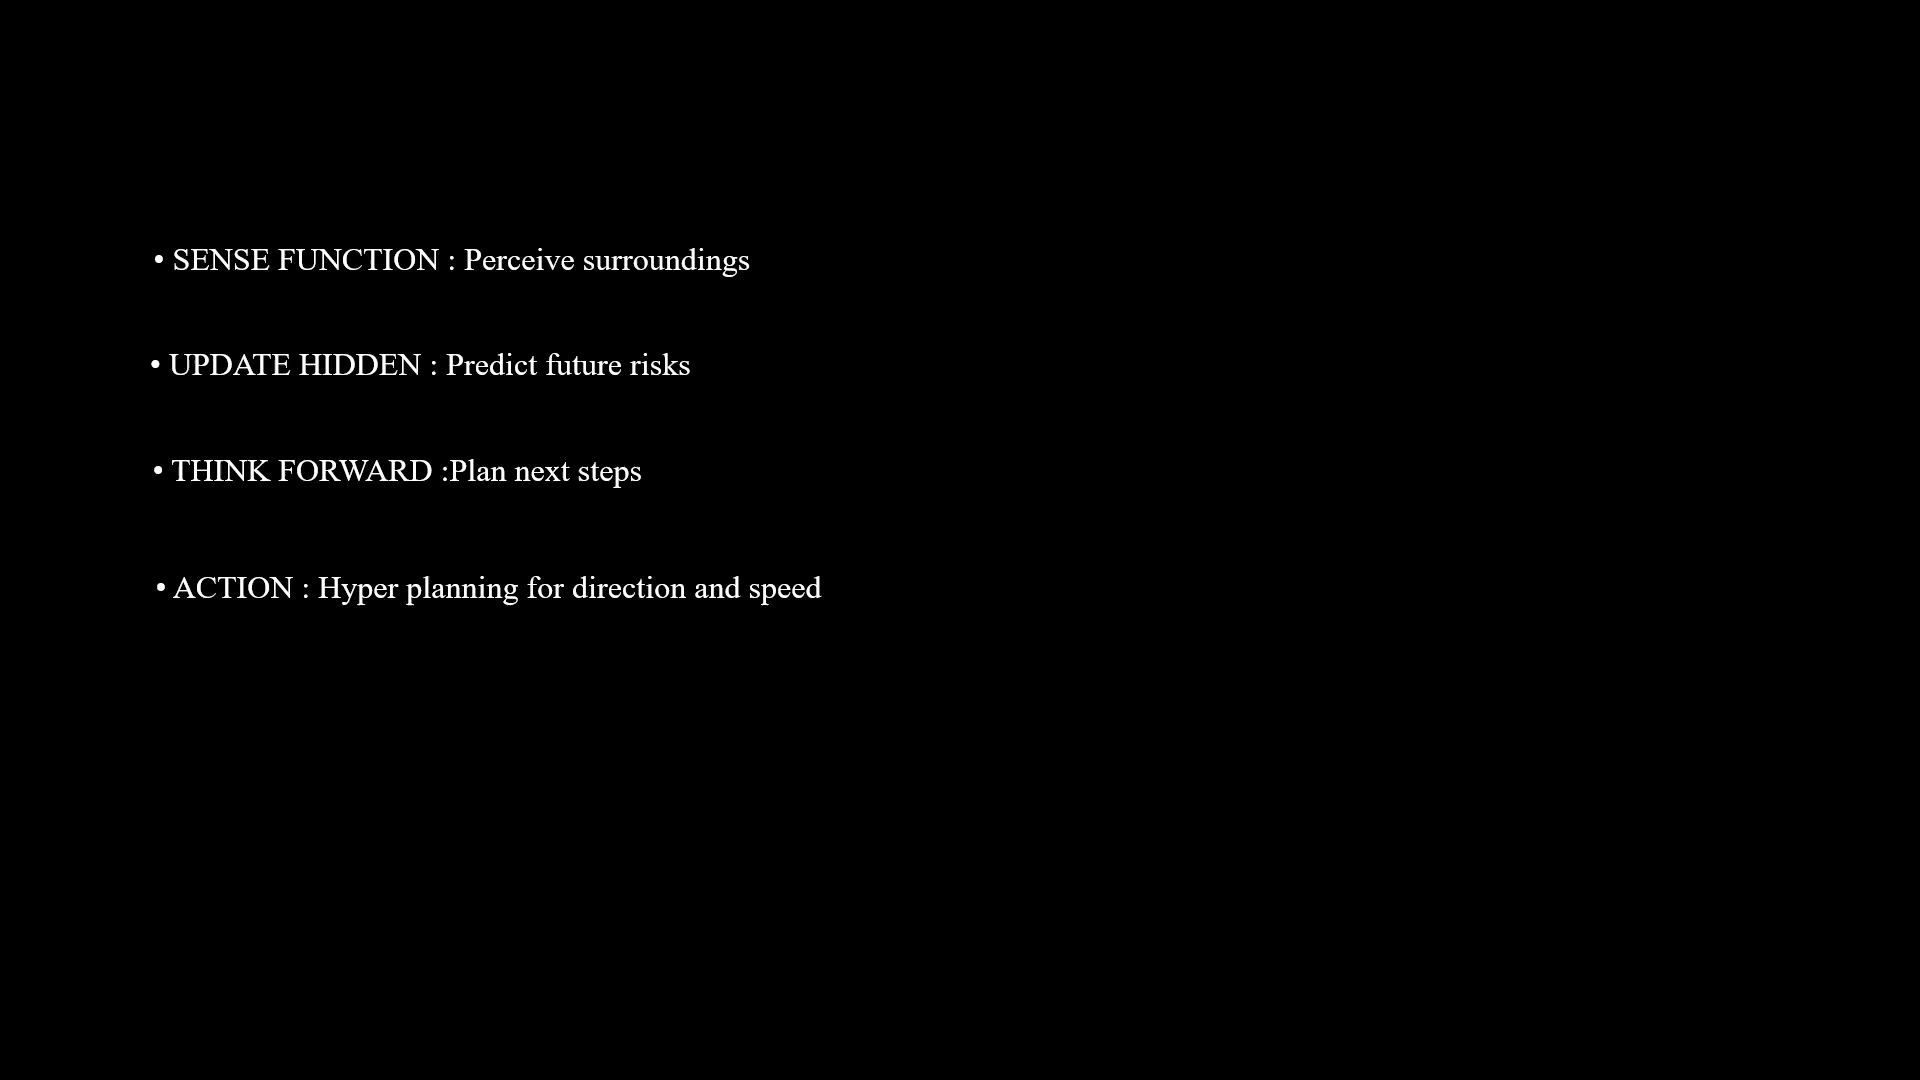 • SENSE FUNCTION : Perceive surroundings
• UPDATE HIDDEN : Predict future risks
• THINK FORWARD :Plan next steps
• ACTION : Hyper planning for direction and speed